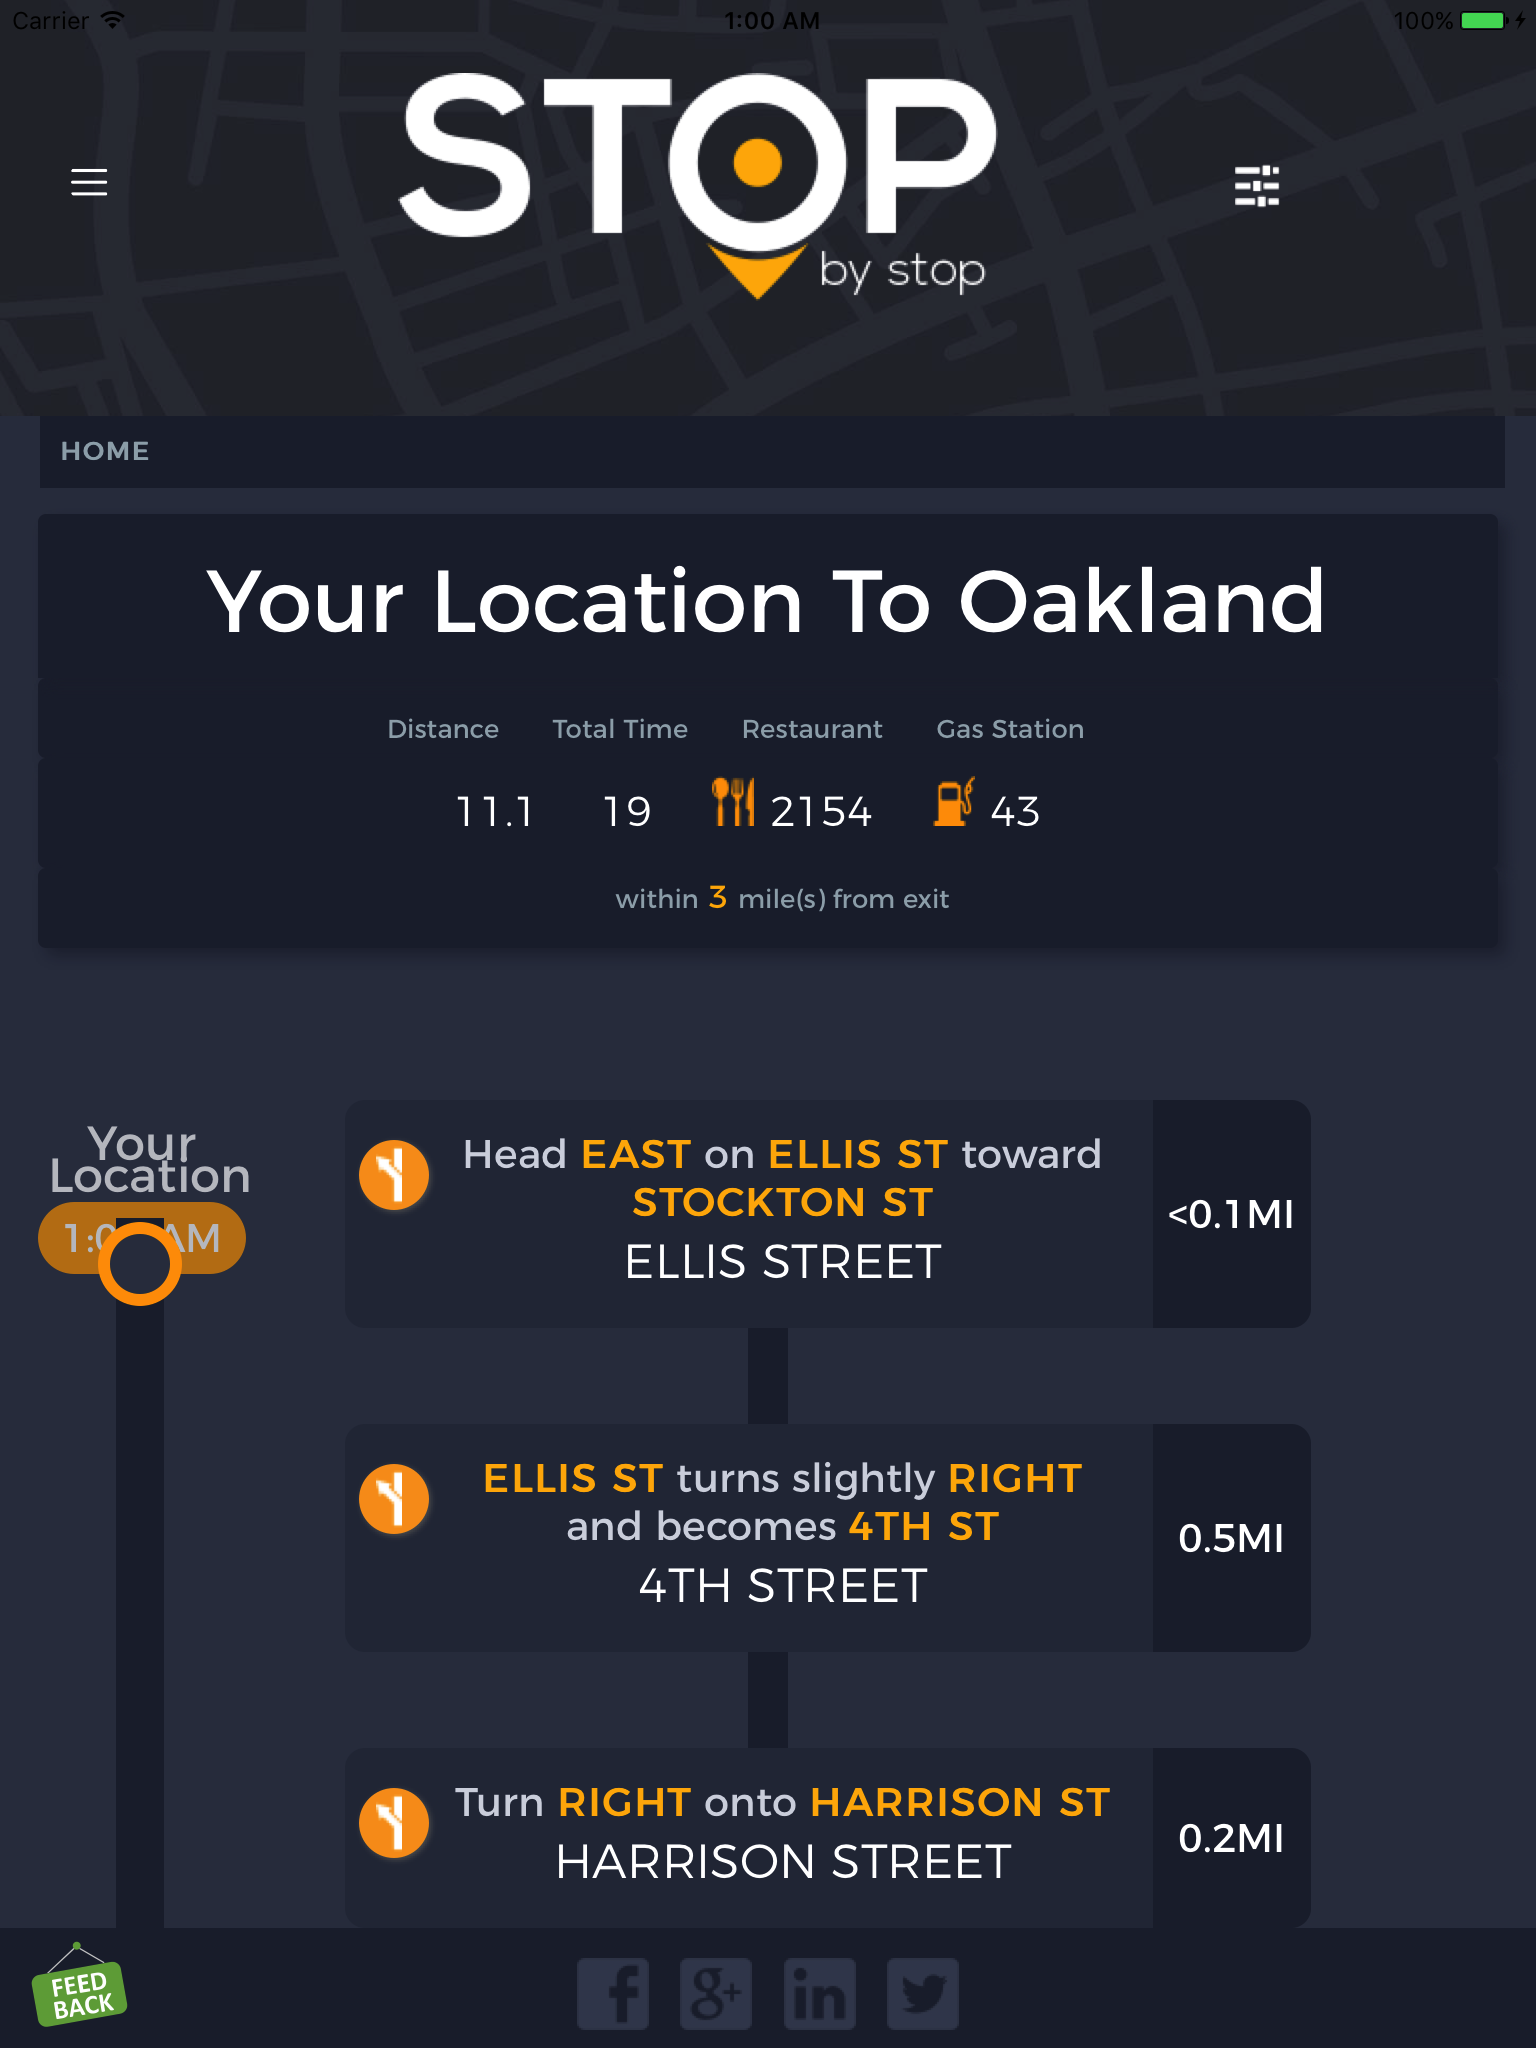 Carrier 1:00 AM 100%
STOP
by stop
HOME
Your Location To Oakland
Distance Total Time Restaurant Gas Station
11.1 19 2154 43
within 3 mile(s) from exit
Your
Location
Head EAST on ELLIS ST toward
STOCKTON ST
ELLIS STREET
<0.1MI
ELLIS ST turns slightly RIGHT
and becomes 4TH ST
4TH STREET
0.5MI
Turn RIGHT onto HARRISON ST
HARRISON STREET
0.2MI
FEED
BACK
f g+ in